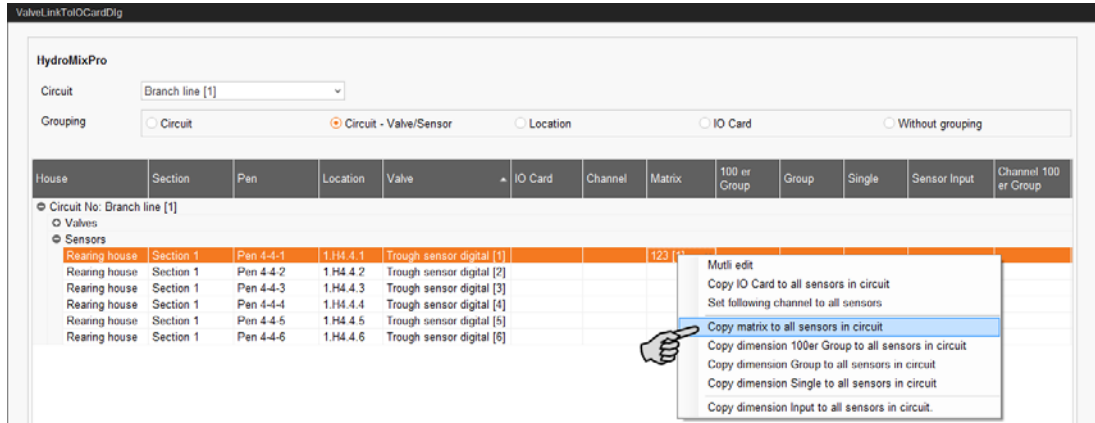 ValveLinkToIOCardDlg
HydroMixPro
Circuit Branch line [1]
Grouping Circuit Circuit - Valve/Sensor Location IO Card Without grouping
House Section Pen Location Valve IO Card Channel Matrix 100 er Group Group Single Sensor Input Channel 100 er Group
Circuit No: Branch line [1]
Valves
Sensors
Rearing house Section 1 Pen 4-4-1 1.H4.4.1 Trough sensor digital [1] 123 [1]
Rearing house Section 1 Pen 4-4-2 1.H4.4.2 Trough sensor digital [2]
Rearing house Section 1 Pen 4-4-3 1.H4.4.3 Trough sensor digital [3]
Rearing house Section 1 Pen 4-4-4 1.H4.4.4 Trough sensor digital [4]
Rearing house Section 1 Pen 4-4-5 1.H4.4.5 Trough sensor digital [5]
Rearing house Section 1 Pen 4-4-6 1.H4.4.6 Trough sensor digital [6]
Mutli edit
Copy IO Card to all sensors in circuit
Set following channel to all sensors
Copy matrix to all sensors in circuit
Copy dimension 100er Group to all sensors in circuit
Copy dimension Group to all sensors in circuit
Copy dimension Single to all sensors in circuit
Copy dimension Input to all sensors in circuit.